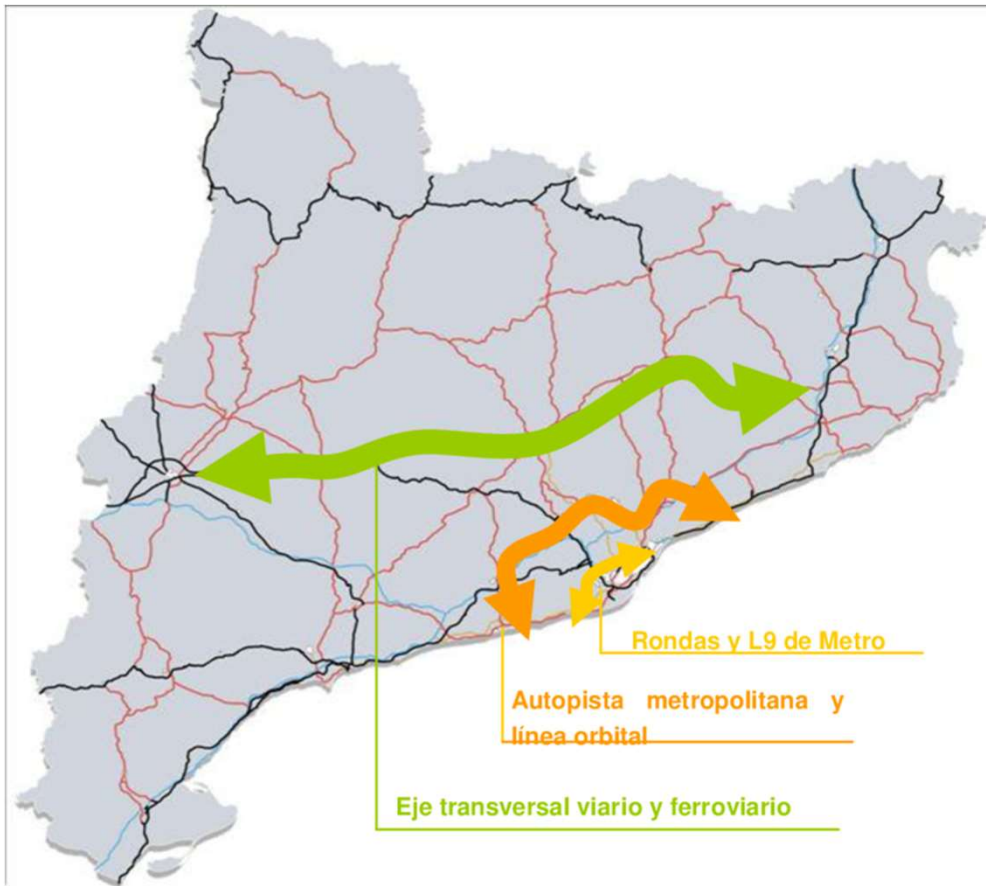 Rondas y L9 de Metro
Autopista metropolitana y
línea orbital
Eje transversal viario y ferroviario